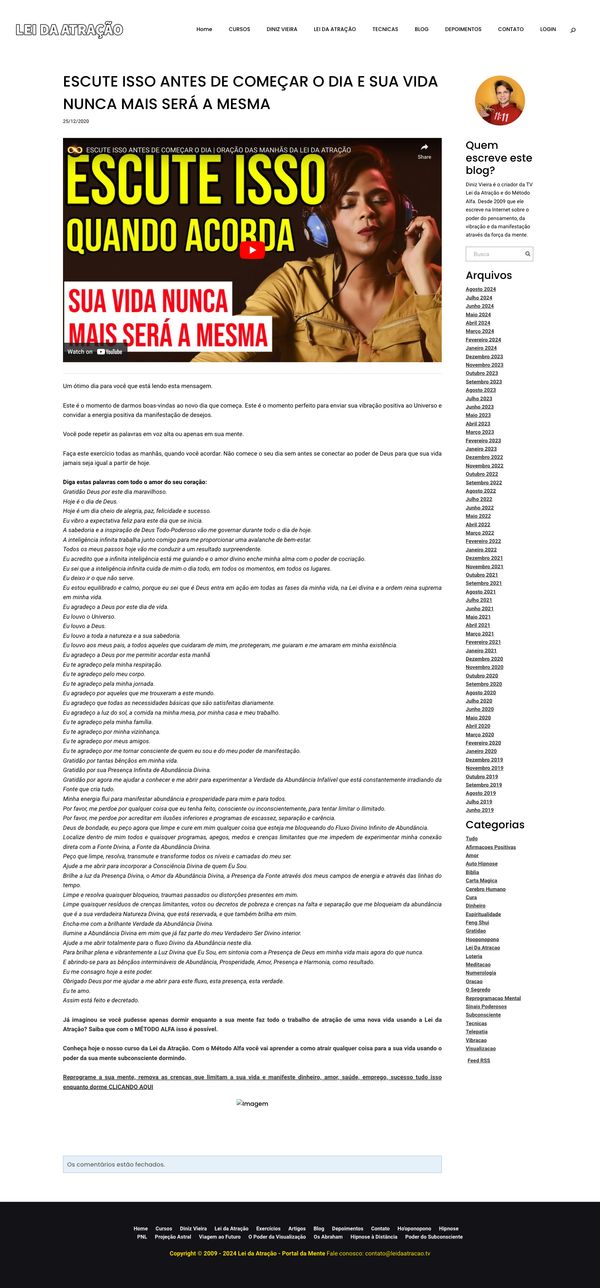 LEI DA ATRAÇÃO
Home CURSOS DINIZ VIEIRA LEI DA ATRAÇÃO TECNICAS BLOG DEPOIMENTOS CONTATO LOGIN
ESCUTE ISSO ANTES DE COMEÇAR O DIA E SUA VIDA
NUNCA MAIS SERÁ A MESMA
25/12/2020
ESCUTE ISSO ANTES DE COMEÇAR O DIA | ORAÇÃO DAS MANHÃS DA LEI DA ATRAÇÃO
Share
ESCUTE ISSO
QUANDO ACORDA
SUA VIDA NUNCA
MAIS SERÁ A MESMA
Watch on YouTube
Um ótimo dia para você que está lendo esta mensagem.
Este é o momento de darmos boas-vindas ao novo dia que começa. Este é o momento perfeito para enviar sua vibração positiva ao Universo e
convidar a energia positiva da manifestação de desejos.
Você pode repetir as palavras em voz alta ou apenas em sua mente.
Faça este exercício todas as manhãs, quando você acordar. Não comece o seu dia sem antes se conectar ao poder de Deus para que sua vida
jamais seja igual a partir de hoje.
Diga estas palavras com todo o amor do seu coração:
Gratidão Deus por este dia maravilhoso.
Hoje é o dia de Deus.
Hoje é um dia cheio de alegria, paz, felicidade e sucesso.
Eu vibro a expectativa feliz para este dia que se inicia.
A sabedoria e a inspiração de Deus Todo-Poderoso vão me governar durante todo o dia de hoje.
A inteligência infinita trabalha junto comigo para me proporcionar uma avalanche de bem-estar.
Todos os meus passos hoje vão me conduzir a um resultado surpreendente.
Eu acredito que a infinita inteligência está me guiando e o amor divino enche minha alma com o poder de cocriação.
Eu sei que a inteligência infinita cuida de mim o dia todo, em todos os momentos, em todos os lugares.
Eu deixo ir o que não serve.
Eu estou equilibrado e calmo, porque eu sei que é Deus entra em ação em todas as fases da minha vida, na Lei divina e a ordem reina suprema
em minha vida.
Eu agradeço a Deus por este dia de vida.
Eu louvo o Universo.
Eu louvo a Deus.
Eu louvo a toda a natureza e a sua sabedoria.
Eu louvo aos meus pais, a todos aqueles que cuidaram de mim, me protegeram, me guiaram e me amaram em minha existência.
Eu agradeço a Deus por me permitir acordar esta manhã
Eu te agradeço pela minha respiração.
Eu te agradeço pelo meu corpo.
Eu te agradeço pela minha jornada.
Eu agradeço por aqueles que me trouxeram a este mundo.
Eu agradeço que todas as necessidades básicas que são satisfeitas diariamente.
Eu agradeço a luz do sol, a comida na minha mesa, por minha casa e meu trabalho.
Eu te agradeço pela minha família.
Eu te agradeço por minha vizinhança.
Eu te agradeço por meus amigos.
Eu te agradeço por me tornar consciente de quem eu sou e do meu poder de manifestação.
Gratidão por tantas bênçãos em minha vida.
Gratidão por sua Presença Infinita de Abundância Divina.
Gratidão por agora me ajudar a conhecer e me abrir para experimentar a Verdade da Abundância Infalível que está constantemente irradiando da
Fonte que cria tudo.
Minha energia flui para manifestar abundância e prosperidade para mim e para todos.
Por favor, me perdoe por qualquer coisa que eu tenha feito, consciente ou inconscientemente, para tentar limitar o Ilimitado.
Por favor, me perdoe por acreditar em ilusões inferiores e programas de escassez, separação e carência.
Deus de bondade, eu peço agora que limpe e cure em mim qualquer coisa que esteja me bloqueando do Fluxo Divino Infinito de Abundância.
Localize dentro de mim todos e quaisquer programas, apegos, medos e crenças limitantes que me impedem de experimentar minha conexão
direta com a Fonte Divina, a Fonte da Abundância Divina.
Peço que limpe, resolva, transmute e transforme todos os níveis e camadas do meu ser.
Ajude a me abrir para incorporar a Consciência Divina de quem Eu Sou.
Brilhe a luz da Presença Divina, o Amor da Abundância Divina, a Presença da Fonte através dos meus campos de energia e através das linhas do
tempo.
Limpe e resolva quaisquer bloqueios, traumas passados ou distorções presentes em mim.
Limpe quaisquer resíduos de crenças limitantes, votos ou decretos de pobreza e crenças na falta e separação que me bloqueiam da abundância
que é a sua verdadeira Natureza Divina, que está reservada, e que também brilha em mim.
Encha-me com a brilhante Verdade da Abundância Divina.
Ilumine a Abundância Divina em mim que já faz parte do meu Verdadeiro Ser Divino interior.
Ajude a me abrir totalmente para o fluxo Divino da Abundância neste dia.
Para brilhar plena e vibrantemente a Luz Divina que Eu Sou, em sintonia com a Presença de Deus em minha vida mais agora do que nunca.
E abrindo-se para as bênçãos intermináveis de Abundância, Prosperidade, Amor, Presença e Harmonia, como resultado.
Eu me consagro hoje a este poder.
Obrigado Deus por me ajudar a me abrir para este fluxo, esta presença, esta verdade.
Eu te amo.
Assim está feito e decretado.
Já imaginou se você pudesse apenas dormir enquanto a sua mente faz todo o trabalho de atração de uma nova vida usando a Lei da
Atração? Saiba que com o MÉTODO ALFA isso é possível.
Conheça hoje o nosso curso da Lei da Atração. Com o Método Alfa você vai aprender a como atrair qualquer coisa para a sua vida usando o
poder da sua mente subconsciente dormindo.
Reprograme a sua mente, remova as crenças que limitam a sua vida e manifeste dinheiro, amor, saúde, emprego, sucesso tudo isso
enquanto dorme CLICANDO AQUI
Imagem
Os comentários estão fechados.
11:11
Quem
escreve este
blog?
Diniz Vieira é o criador da TV
Lei da Atração e do Método
Alfa. Desde 2009 que ele
escreve na Internet sobre o
poder do pensamento, da
vibração e da manifestação
através da força da mente.
Busca
Arquivos
Agosto 2024
Julho 2024
Junho 2024
Maio 2024
Abril 2024
Março 2024
Fevereiro 2024
Janeiro 2024
Dezembro 2023
Novembro 2023
Outubro 2023
Setembro 2023
Agosto 2023
Julho 2023
Junho 2023
Maio 2023
Abril 2023
Março 2023
Fevereiro 2023
Janeiro 2023
Dezembro 2022
Novembro 2022
Outubro 2022
Setembro 2022
Agosto 2022
Julho 2022
Junho 2022
Maio 2022
Abril 2022
Março 2022
Fevereiro 2022
Janeiro 2022
Dezembro 2021
Novembro 2021
Outubro 2021
Setembro 2021
Agosto 2021
Julho 2021
Junho 2021
Maio 2021
Abril 2021
Março 2021
Fevereiro 2021
Janeiro 2021
Dezembro 2020
Novembro 2020
Outubro 2020
Setembro 2020
Agosto 2020
Julho 2020
Junho 2020
Maio 2020
Abril 2020
Março 2020
Fevereiro 2020
Janeiro 2020
Dezembro 2019
Novembro 2019
Outubro 2019
Setembro 2019
Agosto 2019
Julho 2019
Junho 2019
Categorias
Tudo
Afirmacoes Positivas
Amor
Auto Hipnose
Bíblia
Carta Magica
Cerebro Humano
Cura
Dinheiro
Espiritualidade
Feng Shui
Gratidao
Hooponopono
Lei Da Atracao
Loteria
Meditacao
Numerologia
Oracao
O Segredo
Reprogramacao Mental
Sinais Poderosos
Subconsciente
Tecnicas
Telepatia
Vibracao
Visualizacao
Feed RSS
Home Cursos Diniz Vieira Lei da Atração Exercícios Artigos Blog Depoimentos Contato Ho'oponopono Hipnose
PNL Projeção Astral Viagem ao Futuro O Poder da Visualização Os Abraham Hipnose à Distância Poder do Subconsciente
Copyright © 2009 - 2024 Lei da Atração - Portal da Mente Fale conosco: contato@leidaatracao.tv